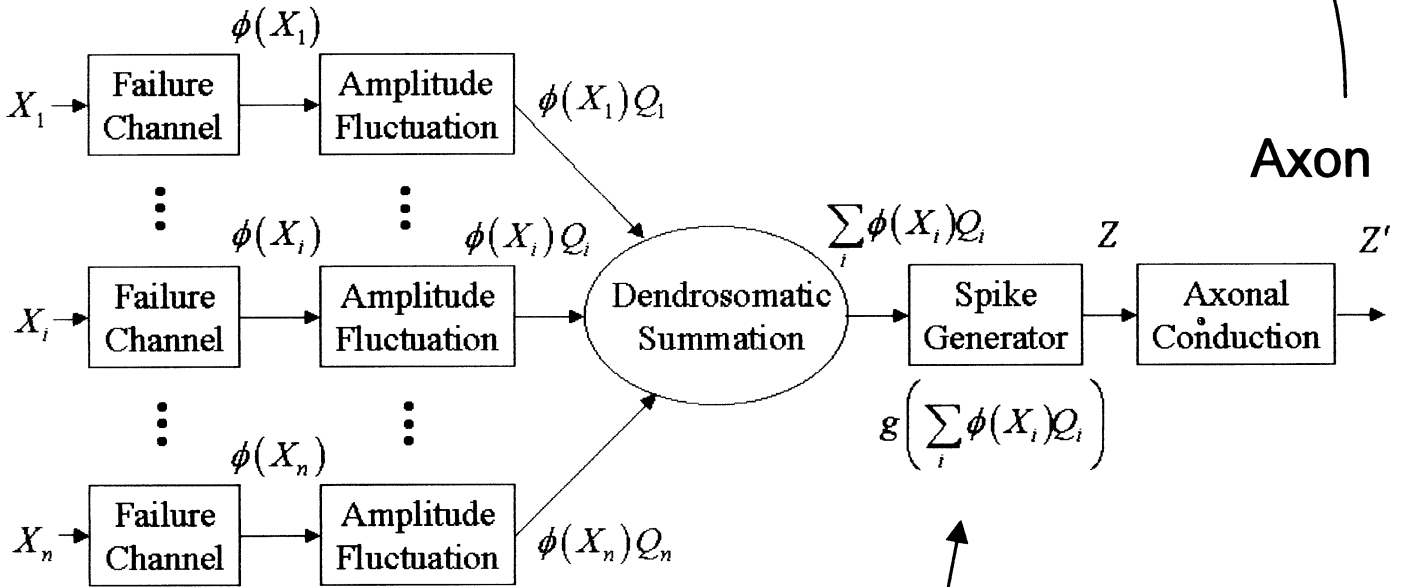 ϕ(X₁)
X₁
Failure
Channel
Amplitude
Fluctuation
ϕ(X₁)Q₁
Axon
ϕ(Xᵢ)
ϕ(Xᵢ)Qᵢ
Xᵢ
Failure
Channel
Amplitude
Fluctuation
Dendrosomatic
Summation
∑ᵢ ϕ(Xᵢ)Qᵢ
Spike
Generator
Z
Axonal
Conduction
Z'
g(∑ᵢ ϕ(Xᵢ)Qᵢ)
ϕ(Xₙ)
Xₙ
Failure
Channel
Amplitude
Fluctuation
ϕ(Xₙ)Qₙ